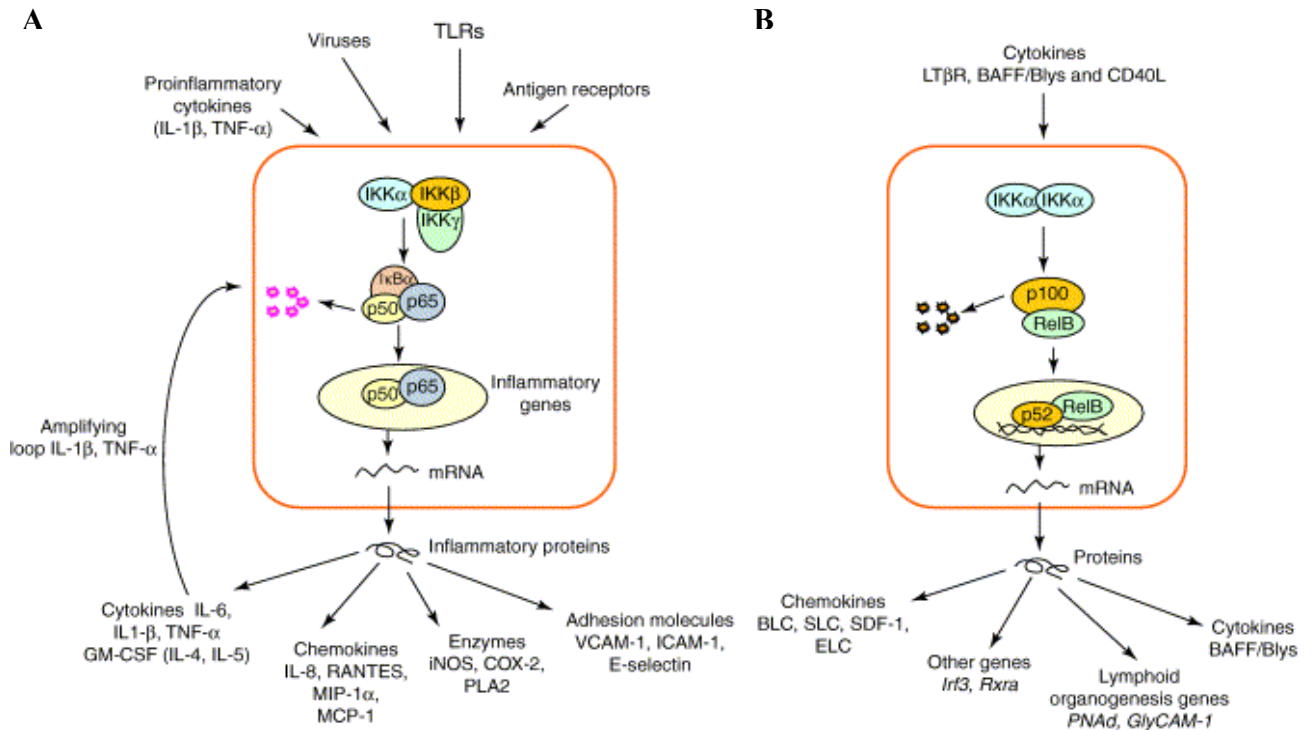 A
Viruses
TLRs
Proinflammatory
cytokines
(IL-1β, TNF-α)
Antigen receptors
IKKα
IKKβ
IKKγ
IκBα
p50
p65
p50
p65
Inflammatory
genes
Amplifying
loop IL-1β, TNF-α
mRNA
Inflammatory proteins
Cytokines IL-6,
IL1-β, TNF-α
GM-CSF (IL-4, IL-5)
Chemokines
IL-8, RANTES,
MIP-1α,
MCP-1
Enzymes
iNOS, COX-2,
PLA2
Adhesion molecules
VCAM-1, ICAM-1,
E-selectin
B
Cytokines
LTβR, BAFF/Blys and CD40L
IKKα
IKKα
p100
RelB
p52
RelB
mRNA
Proteins
Chemokines
BLC, SLC, SDF-1,
ELC
Other genes
Irf3, Rxra
Lymphoid
organogenesis genes
PNAd, GlyCAM-1
Cytokines
BAFF/Blys